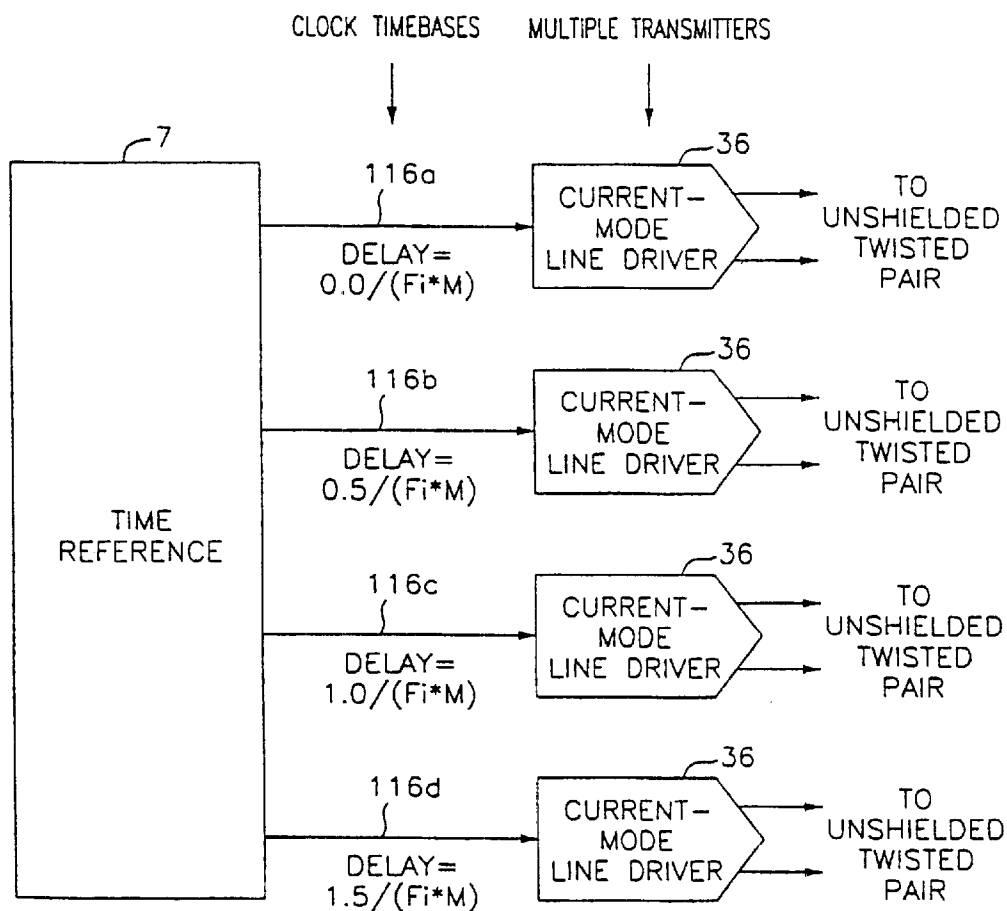 CLOCK TIMEBASES
MULTIPLE TRANSMITTERS
7
TIME
REFERENCE
116a
DELAY=
0.0/(Fi*M)
36
CURRENT-
MODE
LINE DRIVER
TO
UNSHIELDED
TWISTED
PAIR
116b
DELAY=
0.5/(Fi*M)
36
CURRENT-
MODE
LINE DRIVER
TO
UNSHIELDED
TWISTED
PAIR
116c
DELAY=
1.0/(Fi*M)
36
CURRENT-
MODE
LINE DRIVER
TO
UNSHIELDED
TWISTED
PAIR
116d
DELAY=
1.5/(Fi*M)
36
CURRENT-
MODE
LINE DRIVER
TO
UNSHIELDED
TWISTED
PAIR